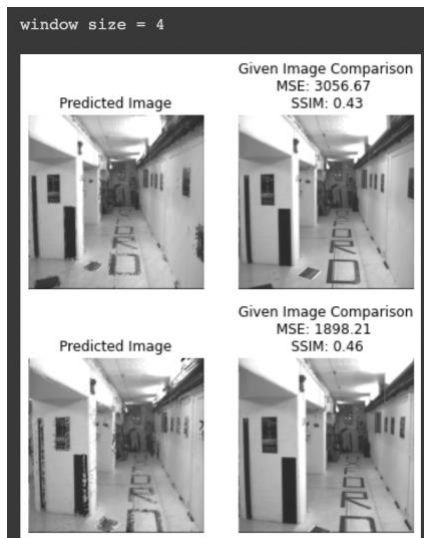 window size = 4
Predicted Image
Given Image Comparison
MSE: 3056.67
SSIM: 0.43
Predicted Image
Given Image Comparison
MSE: 1898.21
SSIM: 0.46